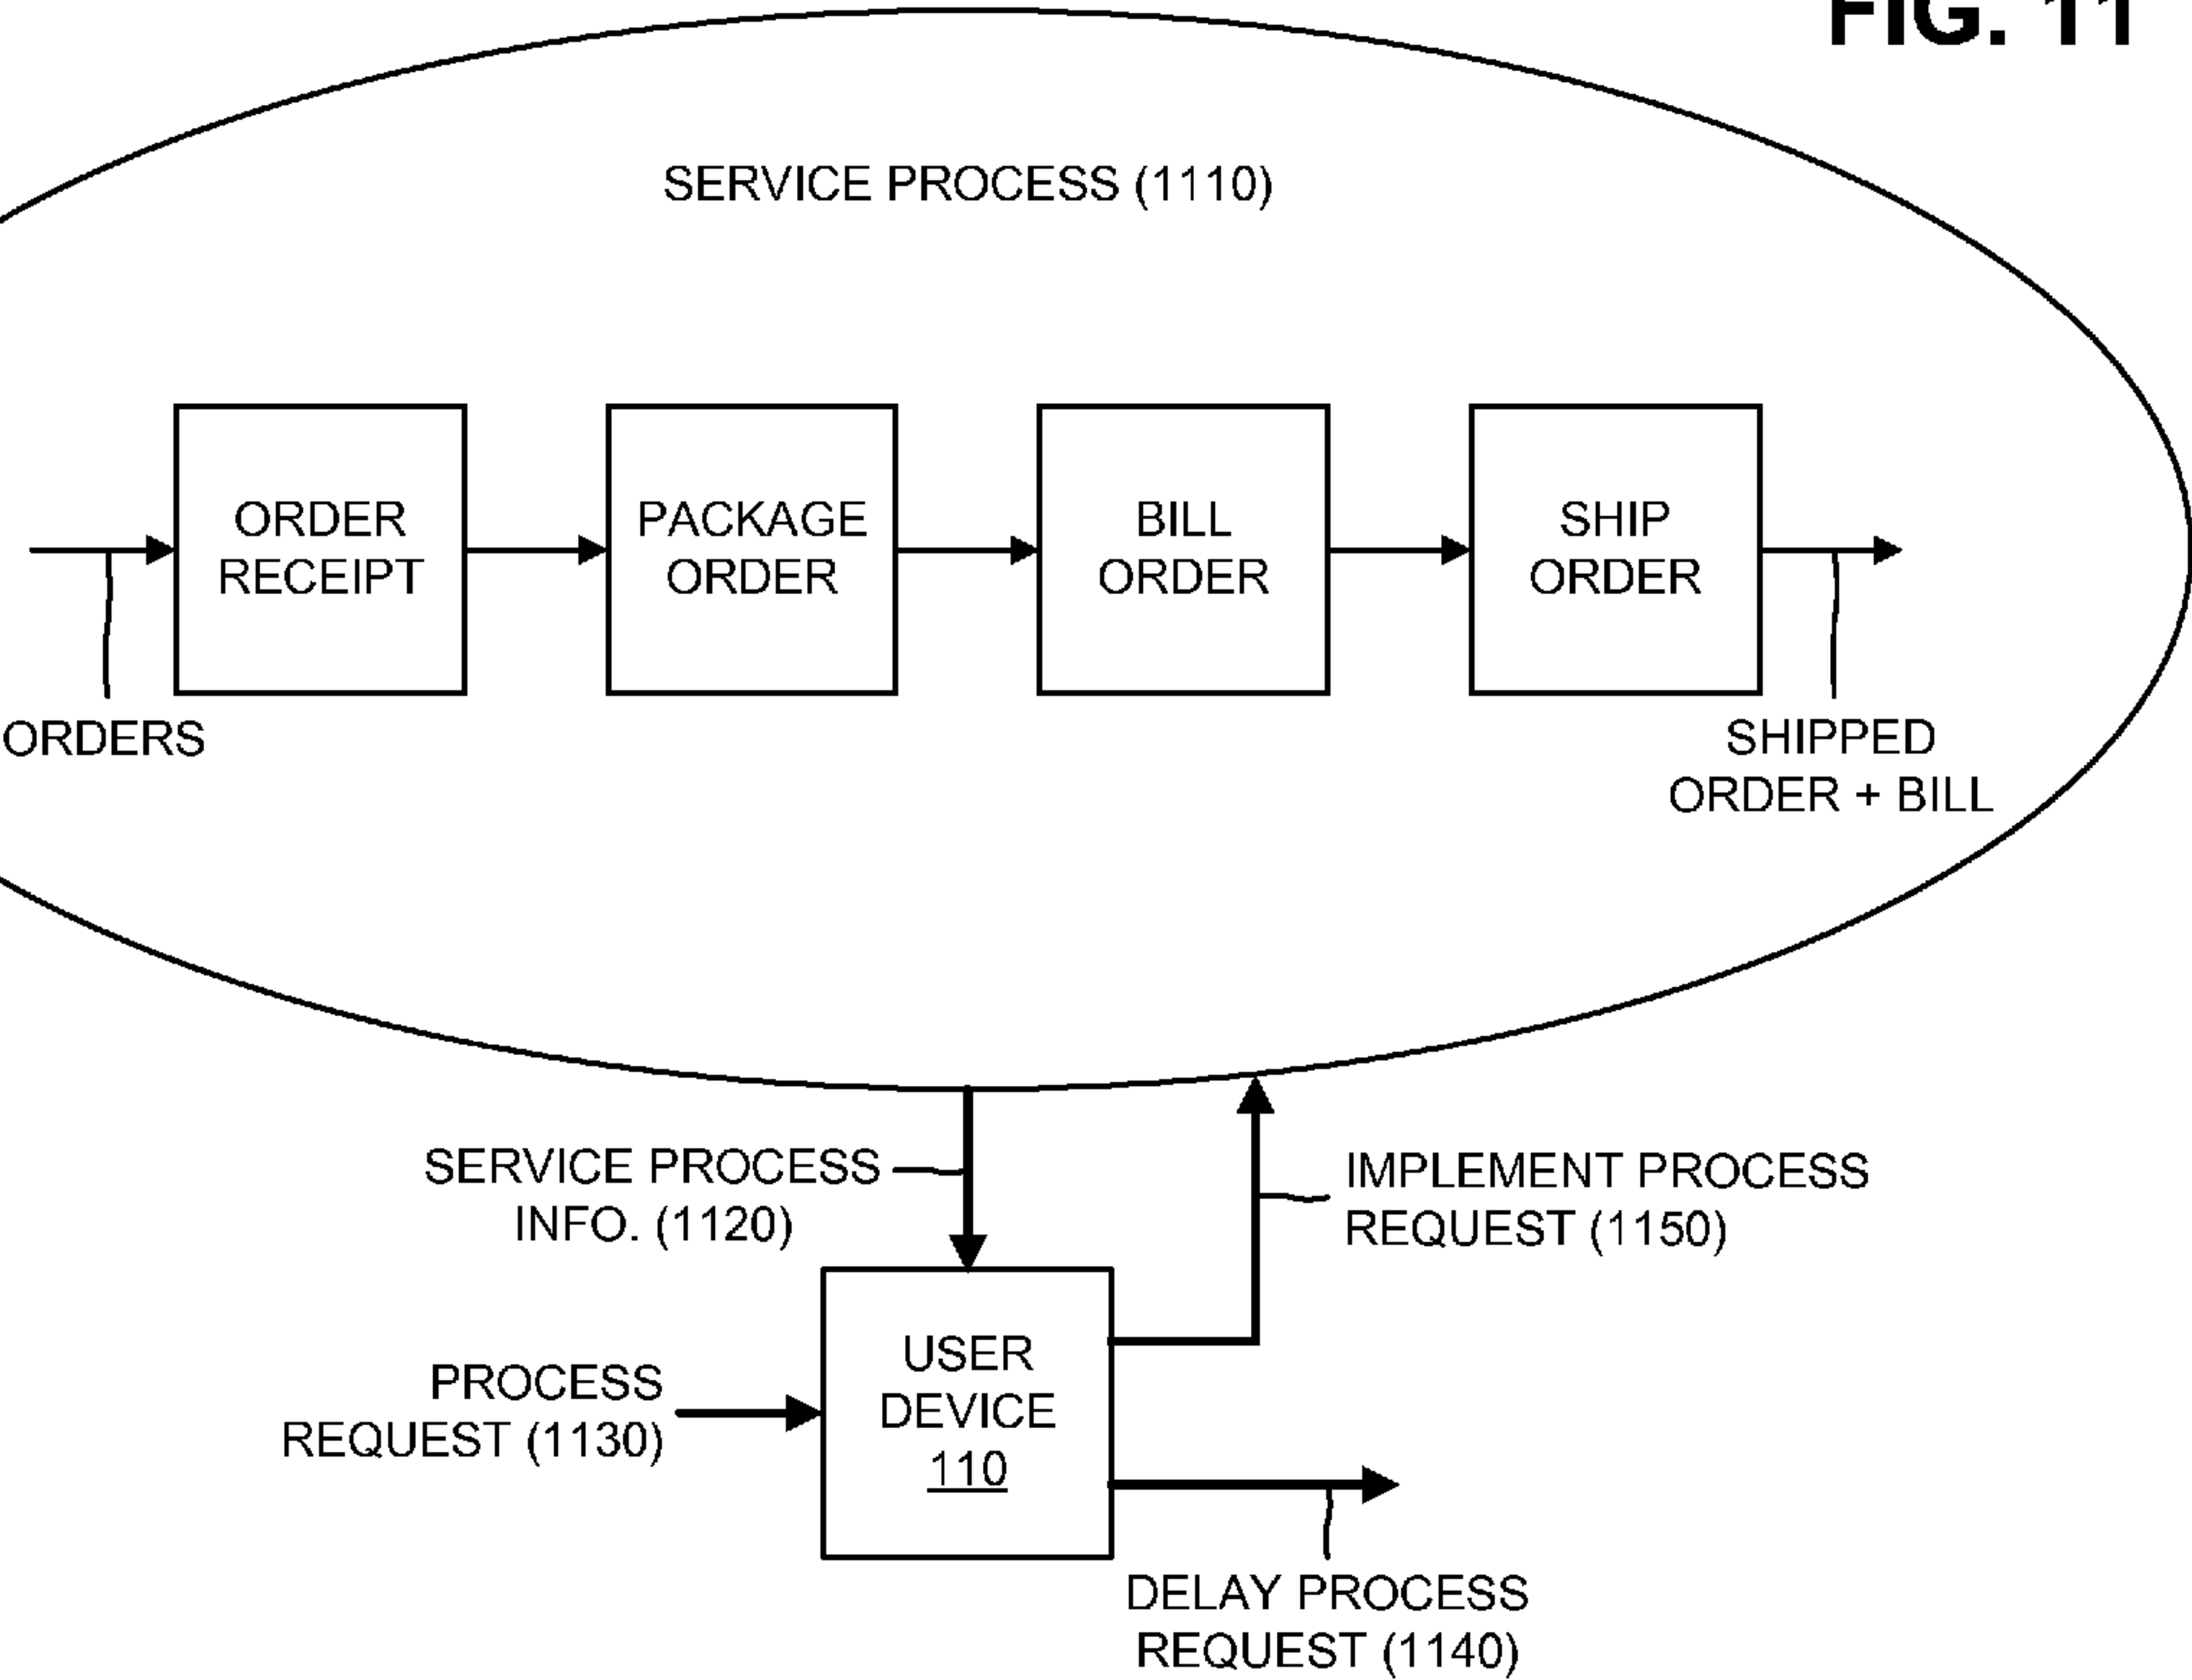 FIG. 11
SERVICE PROCESS (1110)
ORDER
RECEIPT
PACKAGE
ORDER
BILL
ORDER
SHIP
ORDER
ORDERS
SHIPPED
ORDER + BILL
SERVICE PROCESS
INFO. (1120)
IMPLEMENT PROCESS
REQUEST (1150)
PROCESS
REQUEST (1130)
USER
DEVICE
110
DELAY PROCESS
REQUEST (1140)